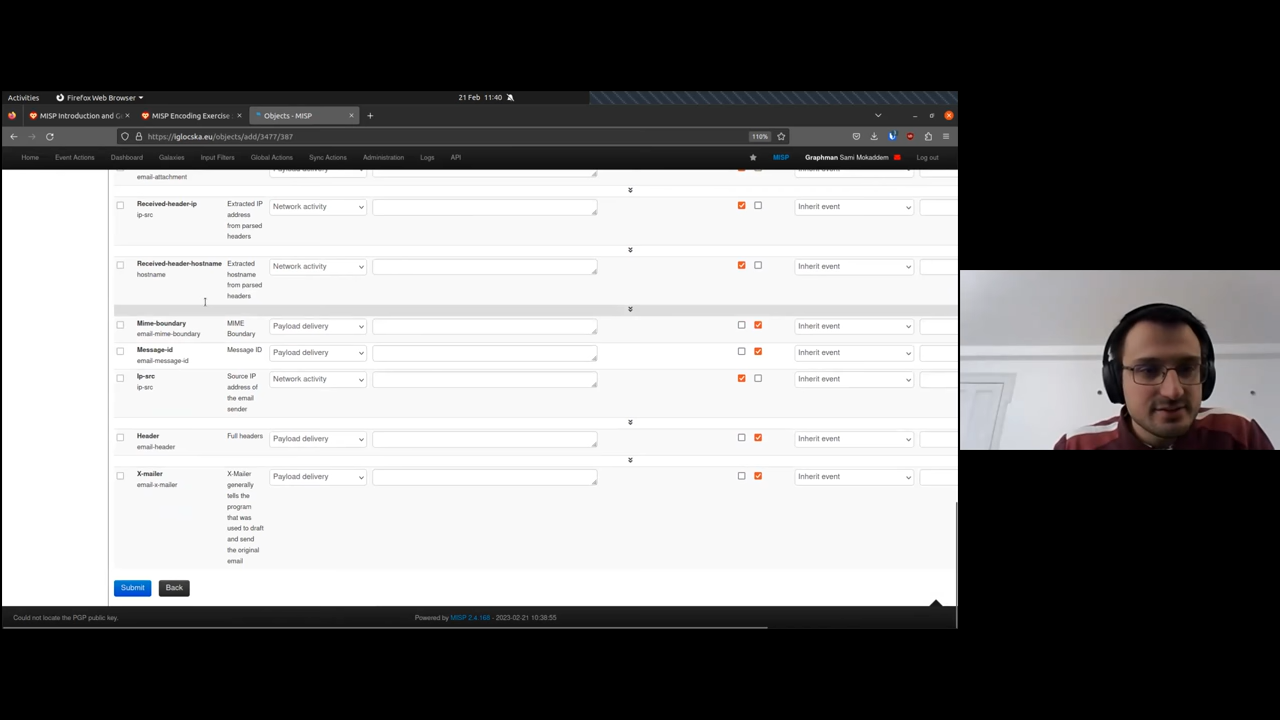 Activities Firefox Web Browser 21 Feb 11:40
MISP Introduction and G MISP Encoding Exercise Objects - MISP
https://iglocska.eu/objects/add/3477/387 110%
Home Event Actions Dashboard Galaxies Input Filters Global Actions Sync Actions Administration Logs API MISP Graphman Sami Mokaddem Log out
Payload delivery Inherit event
email-attachment
Received-header-ip Extracted IP Network activity Inherit event
ip-src address
from parsed
headers
Received-header-hostname Extracted Network activity Inherit event
hostname hostname
from parsed
headers
Mime-boundary MIME Payload delivery Inherit event
email-mime-boundary Boundary
Message-id Message ID Payload delivery Inherit event
email-message-id
Ip-src Source IP Network activity Inherit event
ip-src address of
the email
sender
Header Full headers Payload delivery Inherit event
email-header
X-mailer X-Mailer Payload delivery Inherit event
email-x-mailer generally
tells the
program
that was
used to draft
and send
the original
email
Submit Back
Could not locate the PGP public key. Powered by MISP 2.4.168 - 2023-02-21 10:38:55